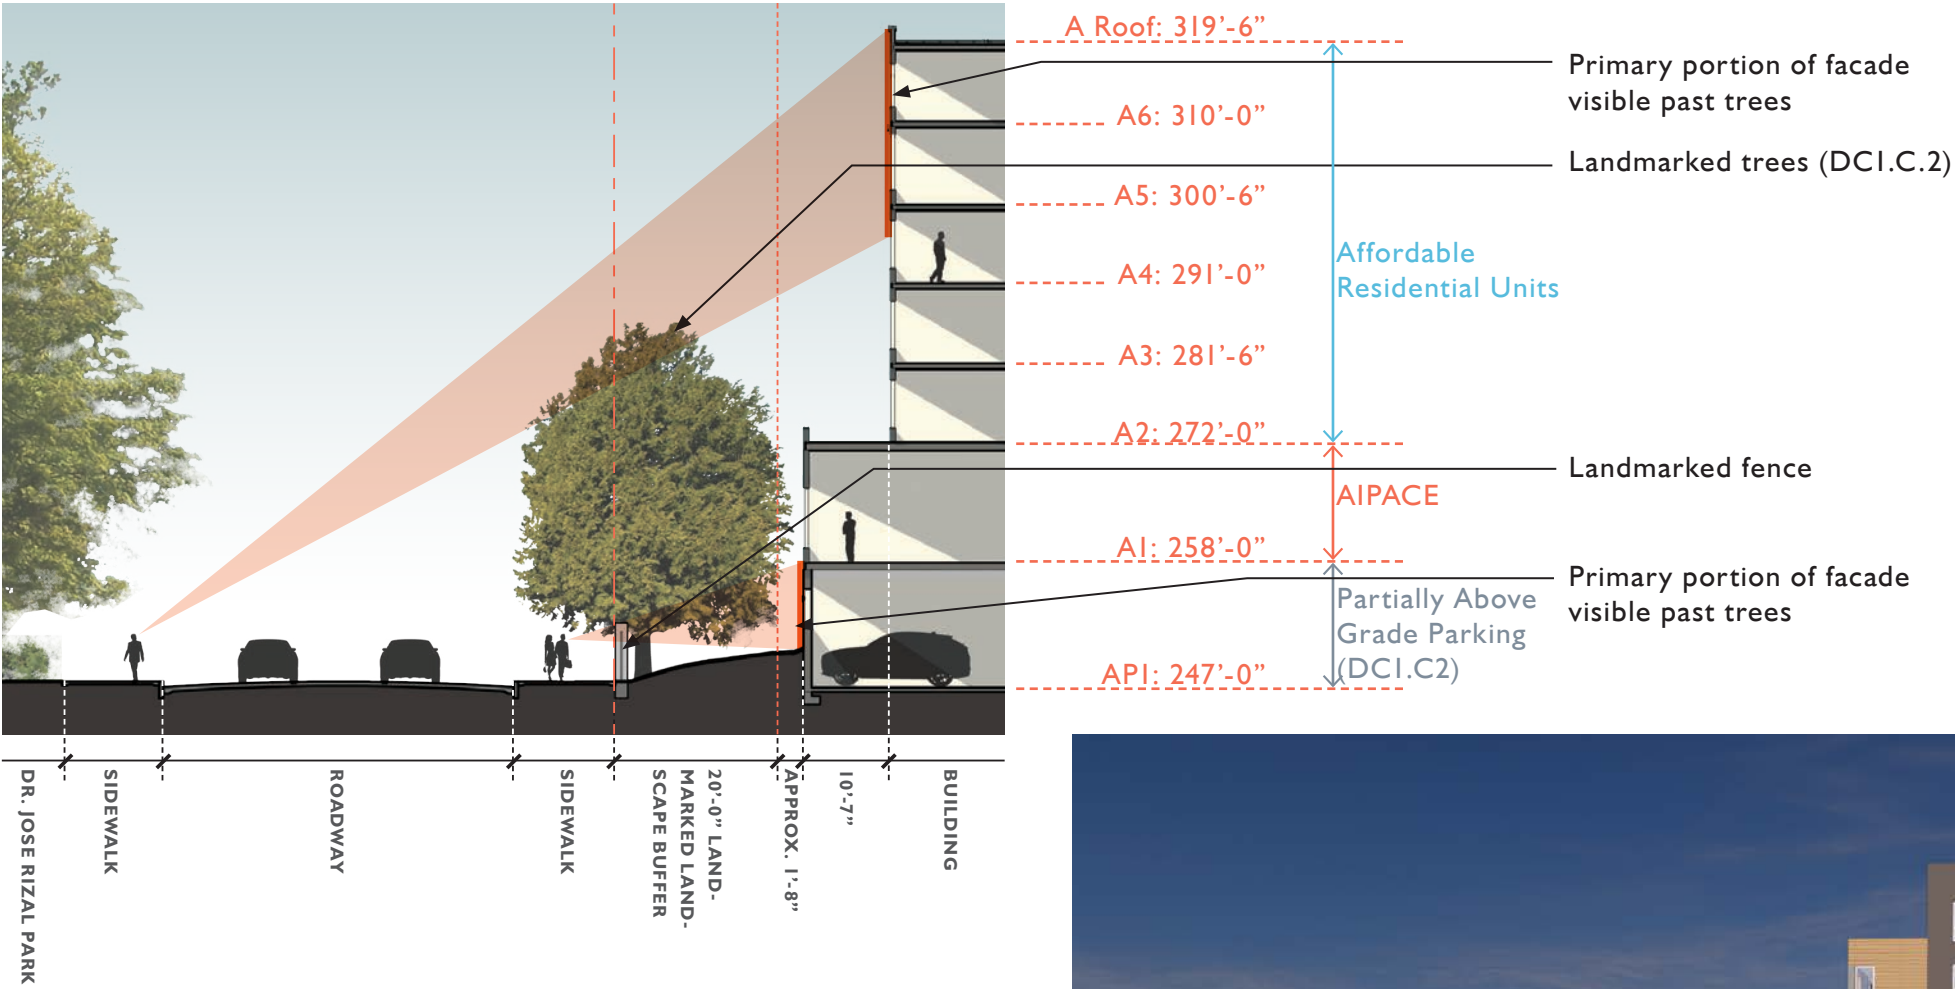 A Roof: 319’-6”
Primary portion of facade
visible past trees
A6: 310’-0”
Landmarked trees (DC1.C.2)
A5: 300’-6”
Affordable
Residential Units
A4: 291’-0”
A3: 281’-6”
A2: 272’-0”
Landmarked fence
AIPACE
A1: 258’-0”
Primary portion of facade
visible past trees
Partially Above
Grade Parking
(DC1.C2)
AP1: 247’-0”
DR. JOSE RIZAL PARK
SIDEWALK
ROADWAY
SIDEWALK
20’-0” LAND-
MARKED LAND-
SCAPE BUFFER
APPROX. 1’-8”
10’-7”
BUILDING